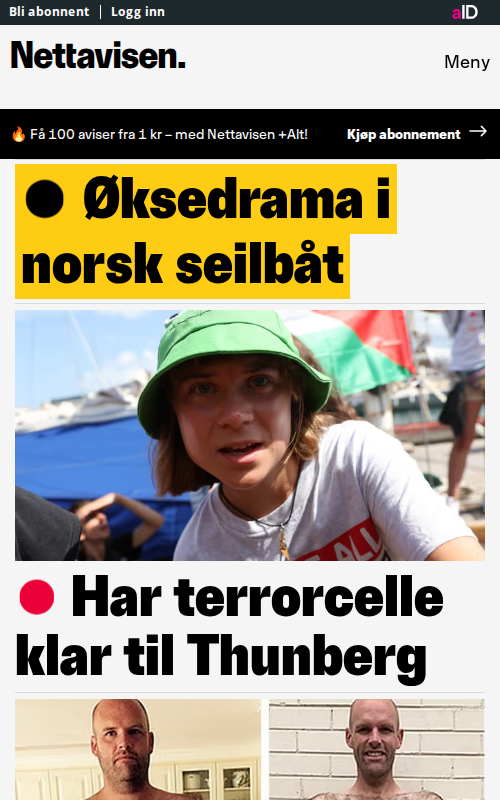 Bli abonnent | Logg inn
aID
Nettavisen.
Meny
🔥 Få 100 aviser fra 1 kr – med Nettavisen +Alt!
Kjøp abonnement →
Øksedrama i
norsk seilbåt
Har terrorcelle
klar til Thunberg